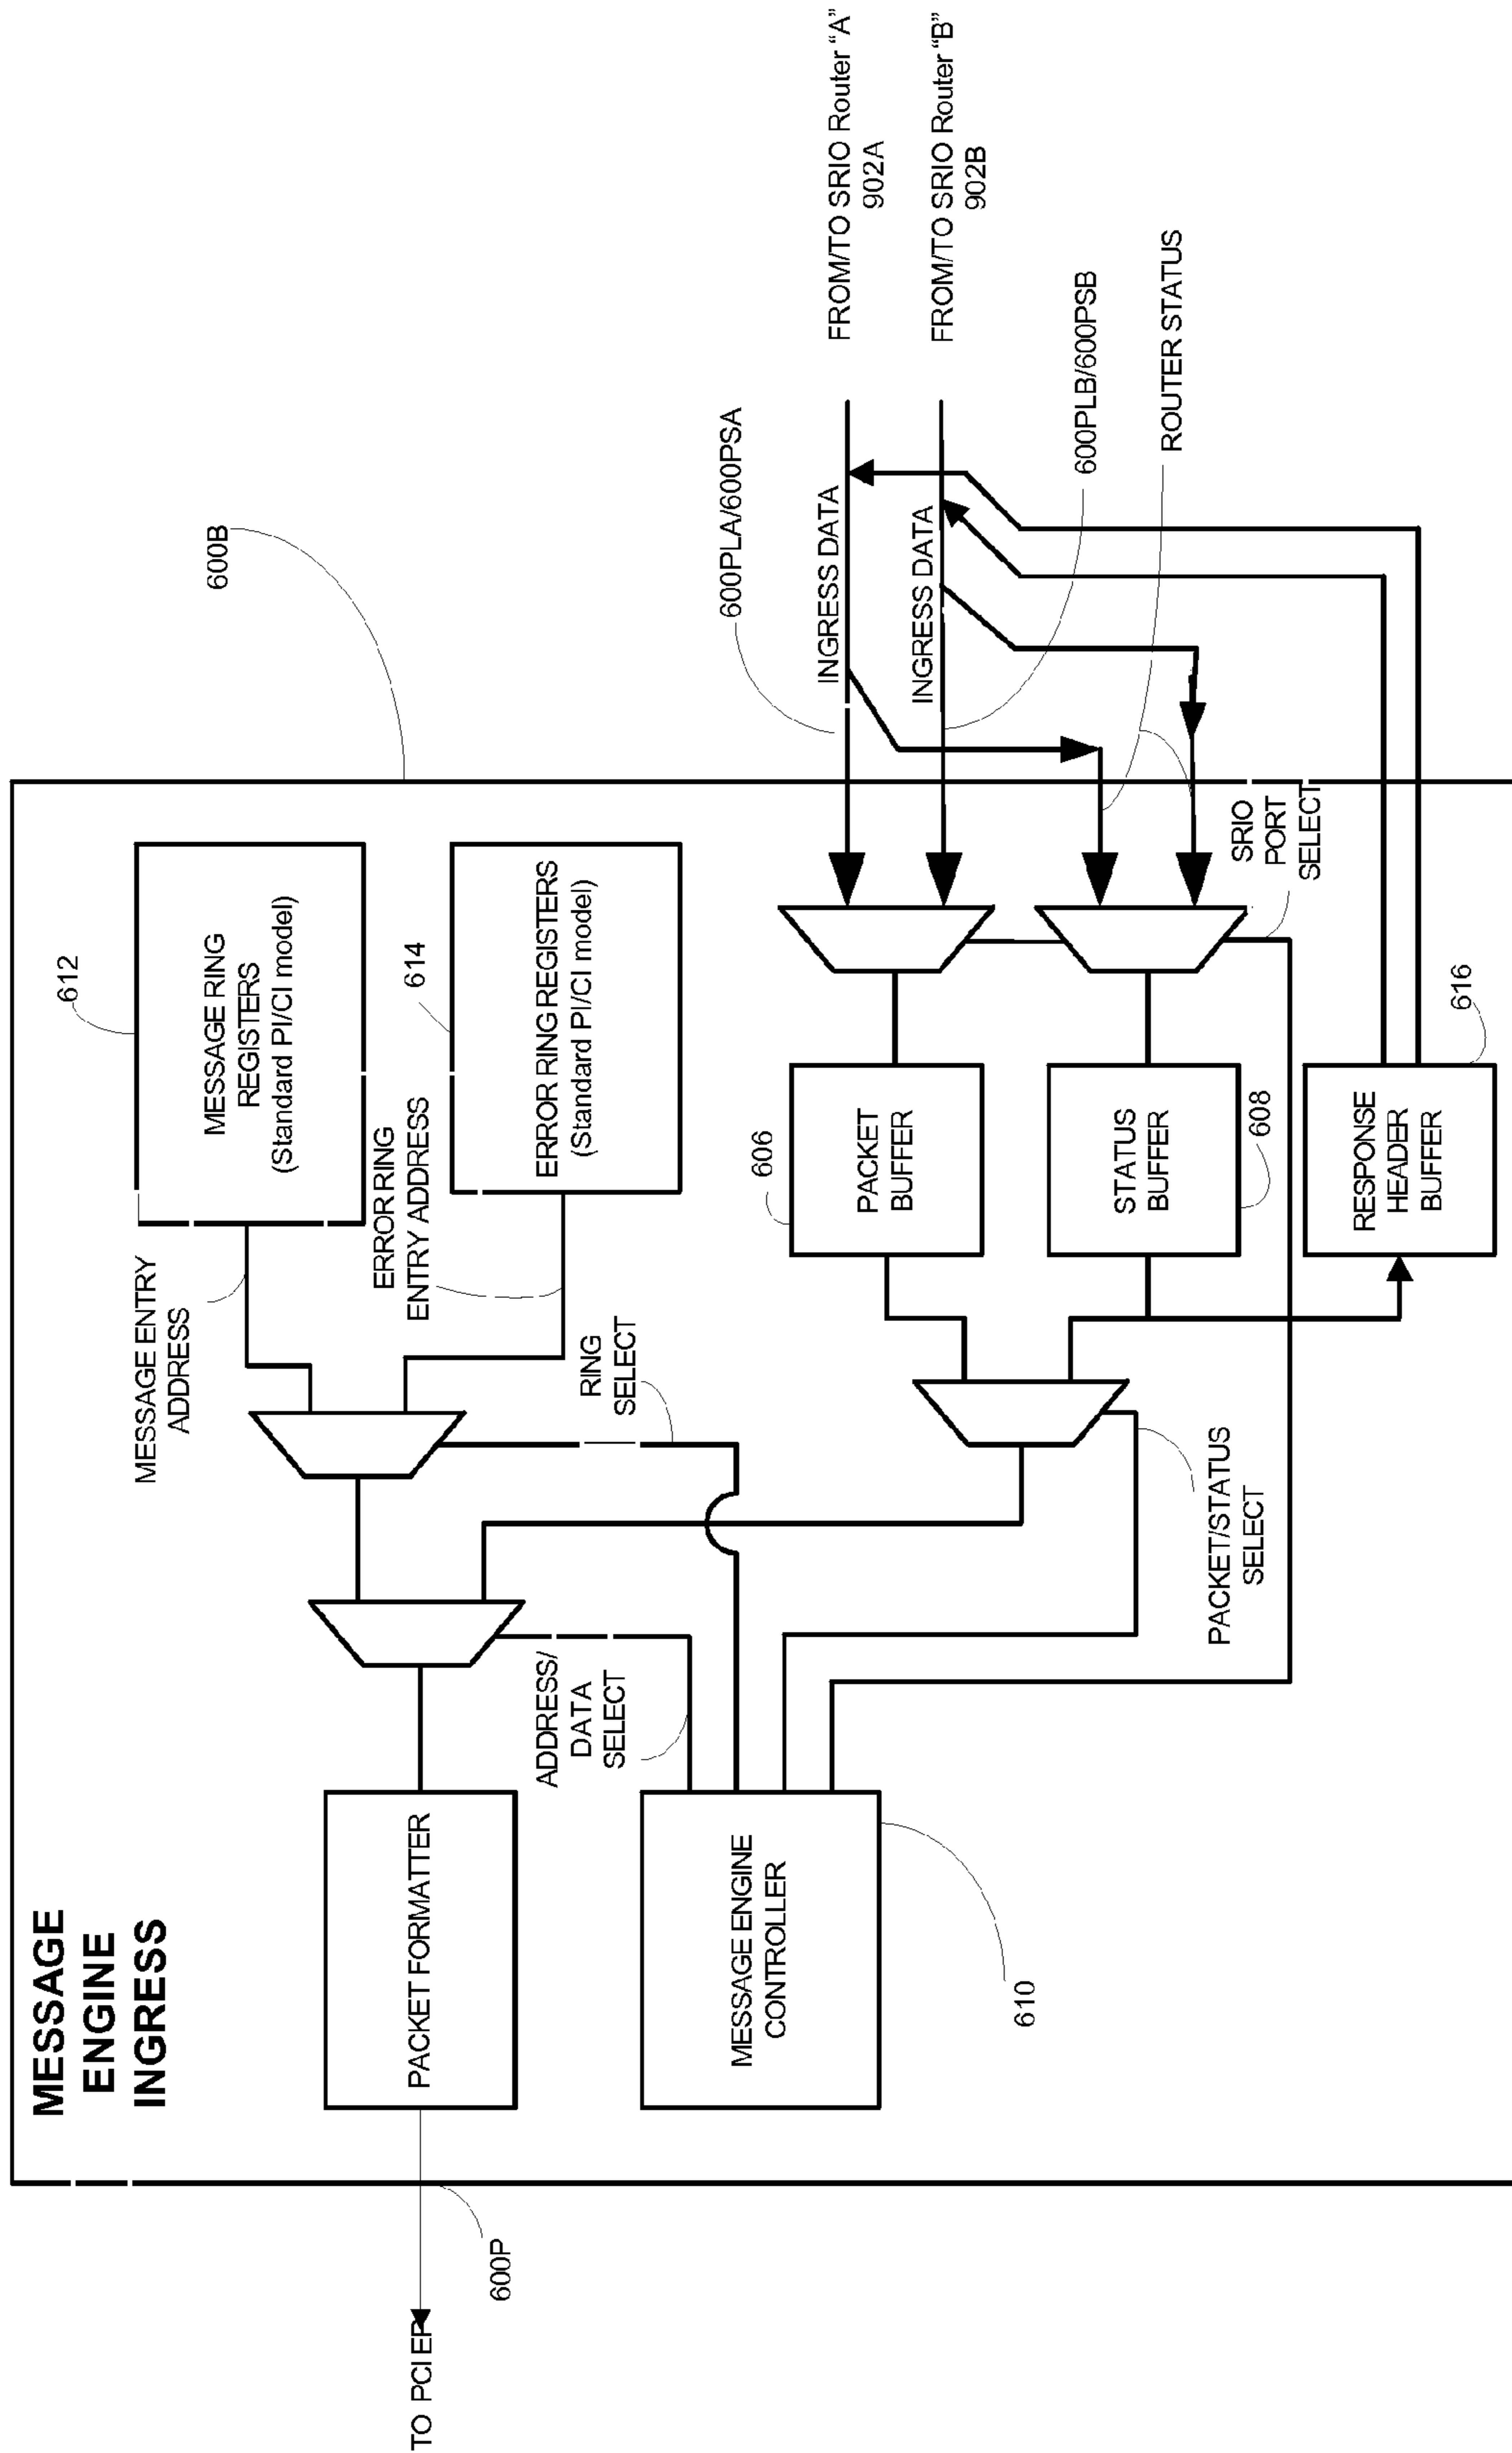 MESSAGE
ENGINE
INGRESS
600B
612
MESSAGE RING
REGISTERS
(Standard PI/CI model)
MESSAGE ENTRY
ADDRESS
ERROR RING
ENTRY ADDRESS
614
ERROR RING REGISTERS
(Standard PI/CI model)
RING
SELECT
TO PCI EP
600P
PACKET FORMATTER
ADDRESS/
DATA
SELECT
MESSAGE ENGINE
CONTROLLER
610
606
PACKET
BUFFER
STATUS
BUFFER
608
RESPONSE
HEADER
BUFFER
616
PACKET/STATUS
SELECT
SRIO
PORT
SELECT
600PLA/600PSA
INGRESS DATA
INGRESS DATA
600PLB/600PSB
ROUTER STATUS
FROM/TO SRIO Router “A”
902A
FROM/TO SRIO Router “B”
902B